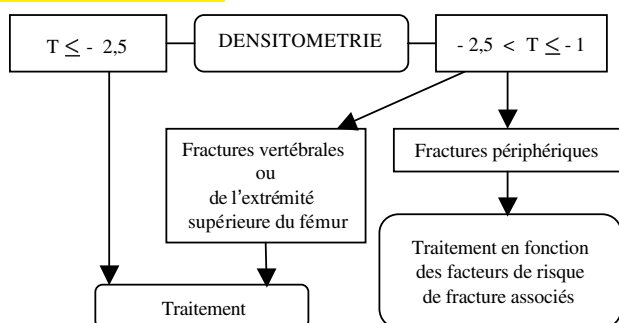 T ≤ - 2,5
DENSITOMETRIE
- 2,5 < T ≤ - 1
Fractures vertébrales
ou
de l'extrémité
supérieure du fémur
Fractures périphériques
Traitement en fonction
des facteurs de risque
de fracture associés
Traitement